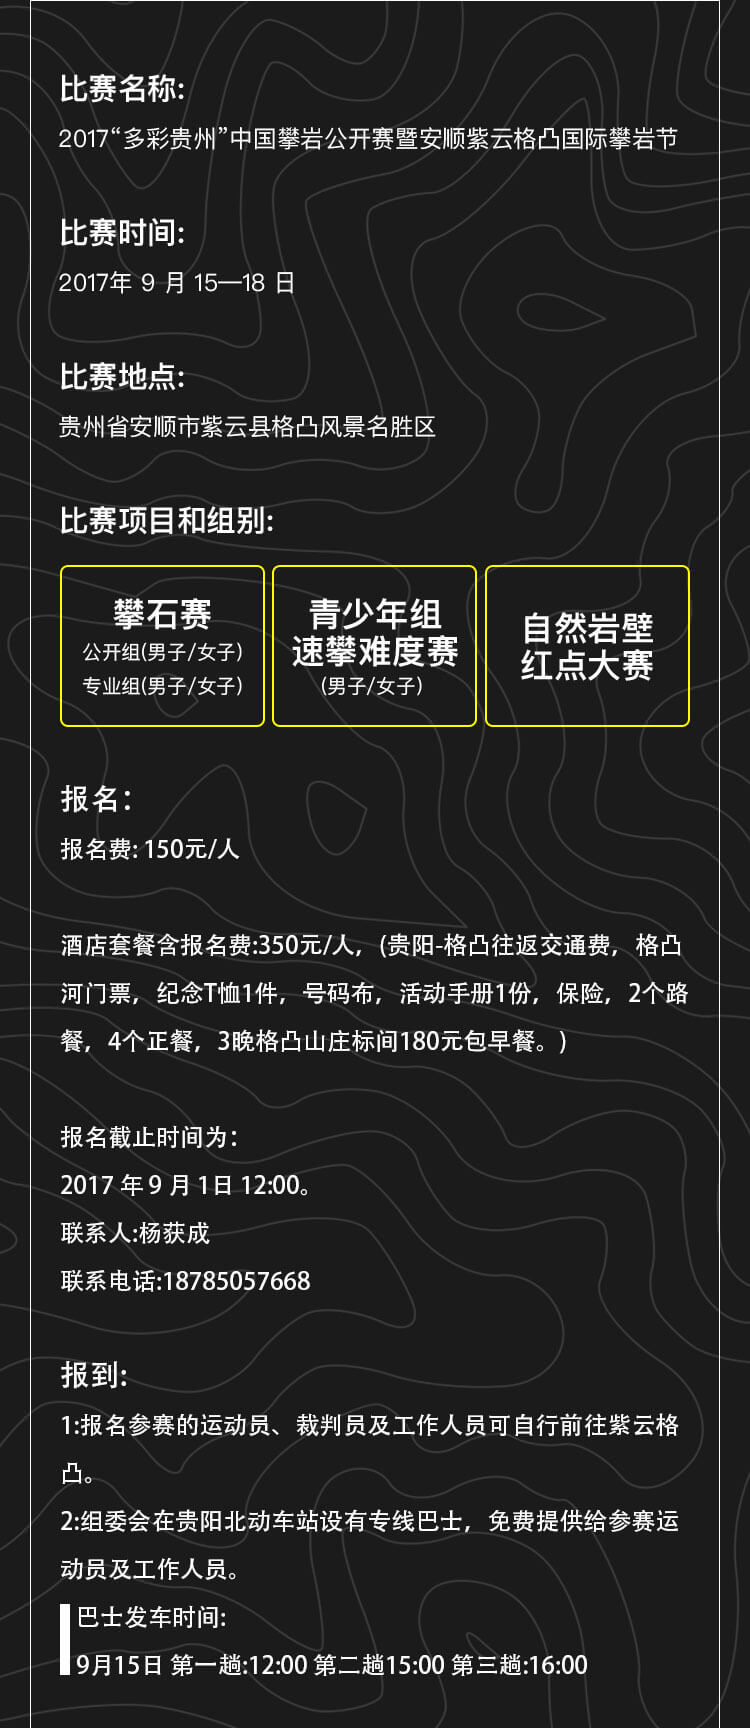 比赛名称:
2017“多彩贵州”中国攀岩公开赛暨安顺紫云格凸国际攀岩节
比赛时间:
2017年 9 月 15—18 日
比赛地点:
贵州省安顺市紫云县格凸风景名胜区
比赛项目和组别:
攀石赛
公开组(男子/女子)
专业组(男子/女子)
青少年组
速攀难度赛
(男子/女子)
自然岩壁
红点大赛
报名：
报名费: 150元/人
酒店套餐含报名费:350元/人，(贵阳-格凸往返交通费，格凸
河门票，纪念T恤1件，号码布，活动手册1份，保险，2个路
餐，4个正餐，3晚格凸山庄标间180元包早餐。)
报名截止时间为：
2017 年 9 月 1日 12:00。
联系人:杨获成
联系电话:18785057668
报到:
1:报名参赛的运动员、裁判员及工作人员可自行前往紫云格
凸。
2:组委会在贵阳北动车站设有专线巴士，免费提供给参赛运
动员及工作人员。
巴士发车时间:
9月15日 第一趟:12:00 第二趟15:00 第三趟:16:00